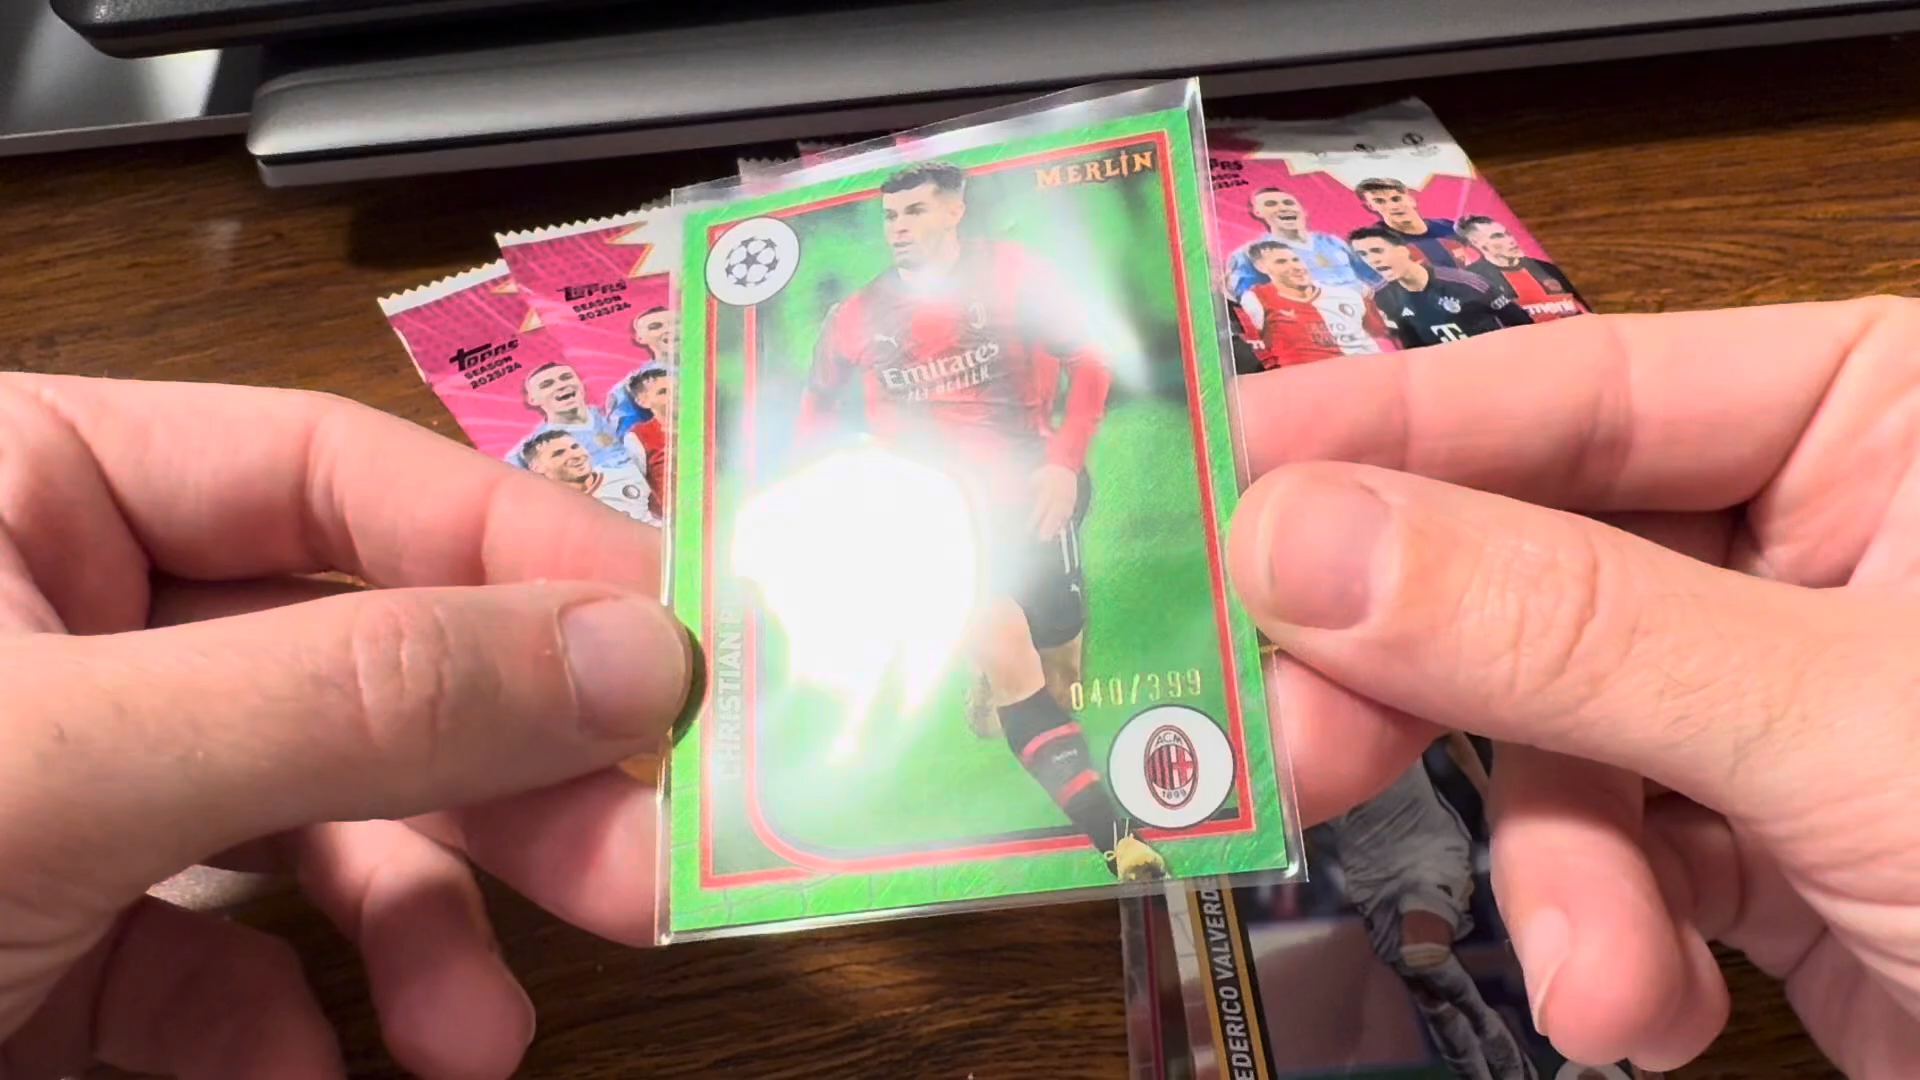 MERLIN
Emirates
FLY BETTER
CHRISTIAN P
040/399
ACM
1899
TOPPS
SEASON
2023/24
TOPPS
SEASON
2023/24
EDERICO VALVERD